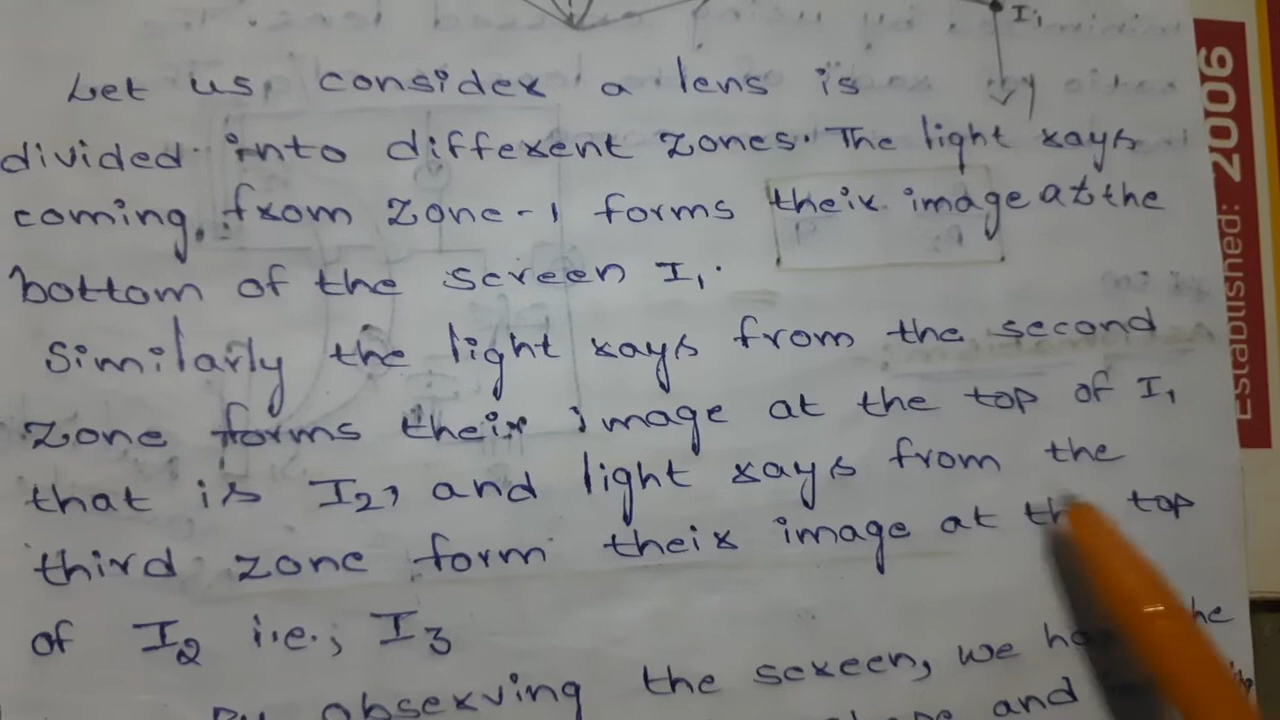 I₁
Let us, consider a lens is
y
divided into different zones. The light rays
coming, from zone-1 forms their image at the
bottom of the screen I₁.
Similarly the light rays from the second
zone forms their image at the top of I₁
that is I₂, and light rays from the
third zone form their image at the top
of I₂ i.e.; I₃
By observing the screen, we the
and
Established: 2006